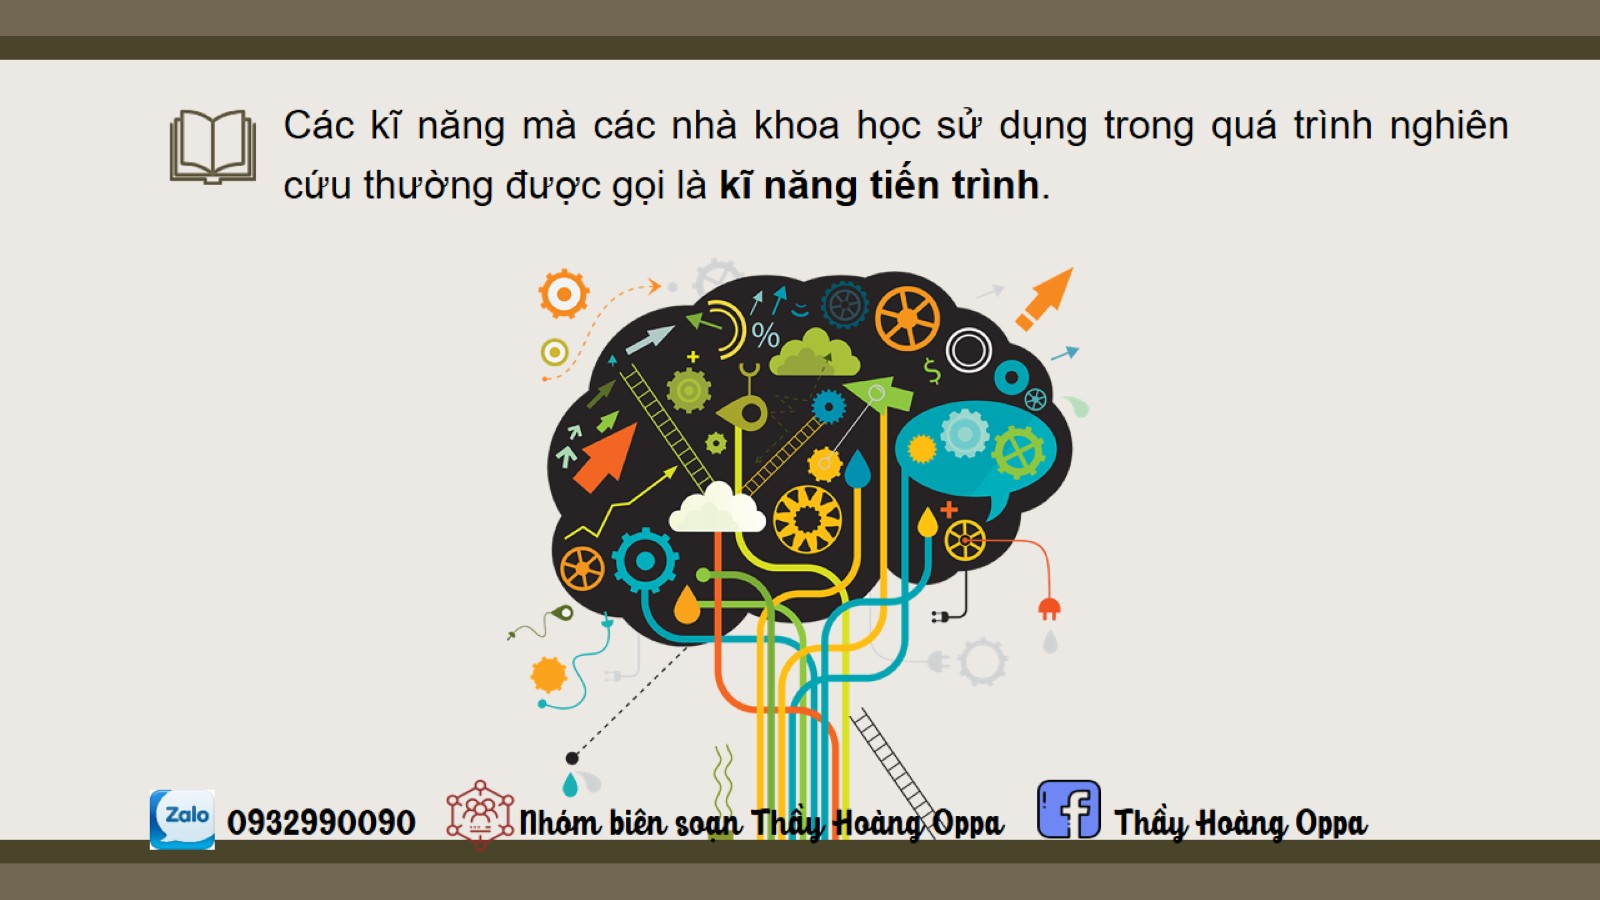 Các kĩ năng mà các nhà khoa học sử dụng trong quá trình nghiên
cứu thường được gọi là kĩ năng tiến trình.
%
$
Zalo 0932990090 Nhóm biên soạn Thầy Hoàng Oppa f Thầy Hoàng Oppa